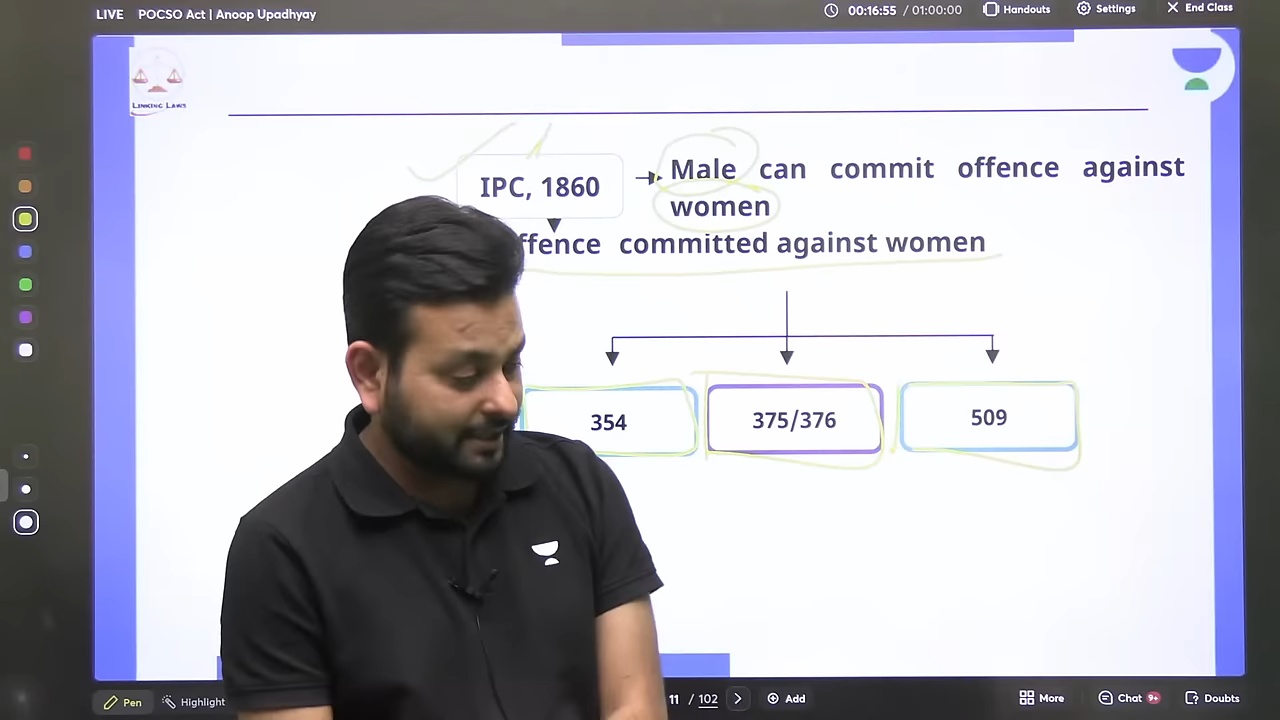 LIVE POCSO Act | Anoop Upadhyay 00:16:55 / 01:00:00 Handouts Settings End Class
LINKING LAWS
IPC, 1860
Male can commit offence against
women
ffence committed against women
354
375/376
509
Pen Highlight 11 / 102 Add More Chat 9+ Doubts